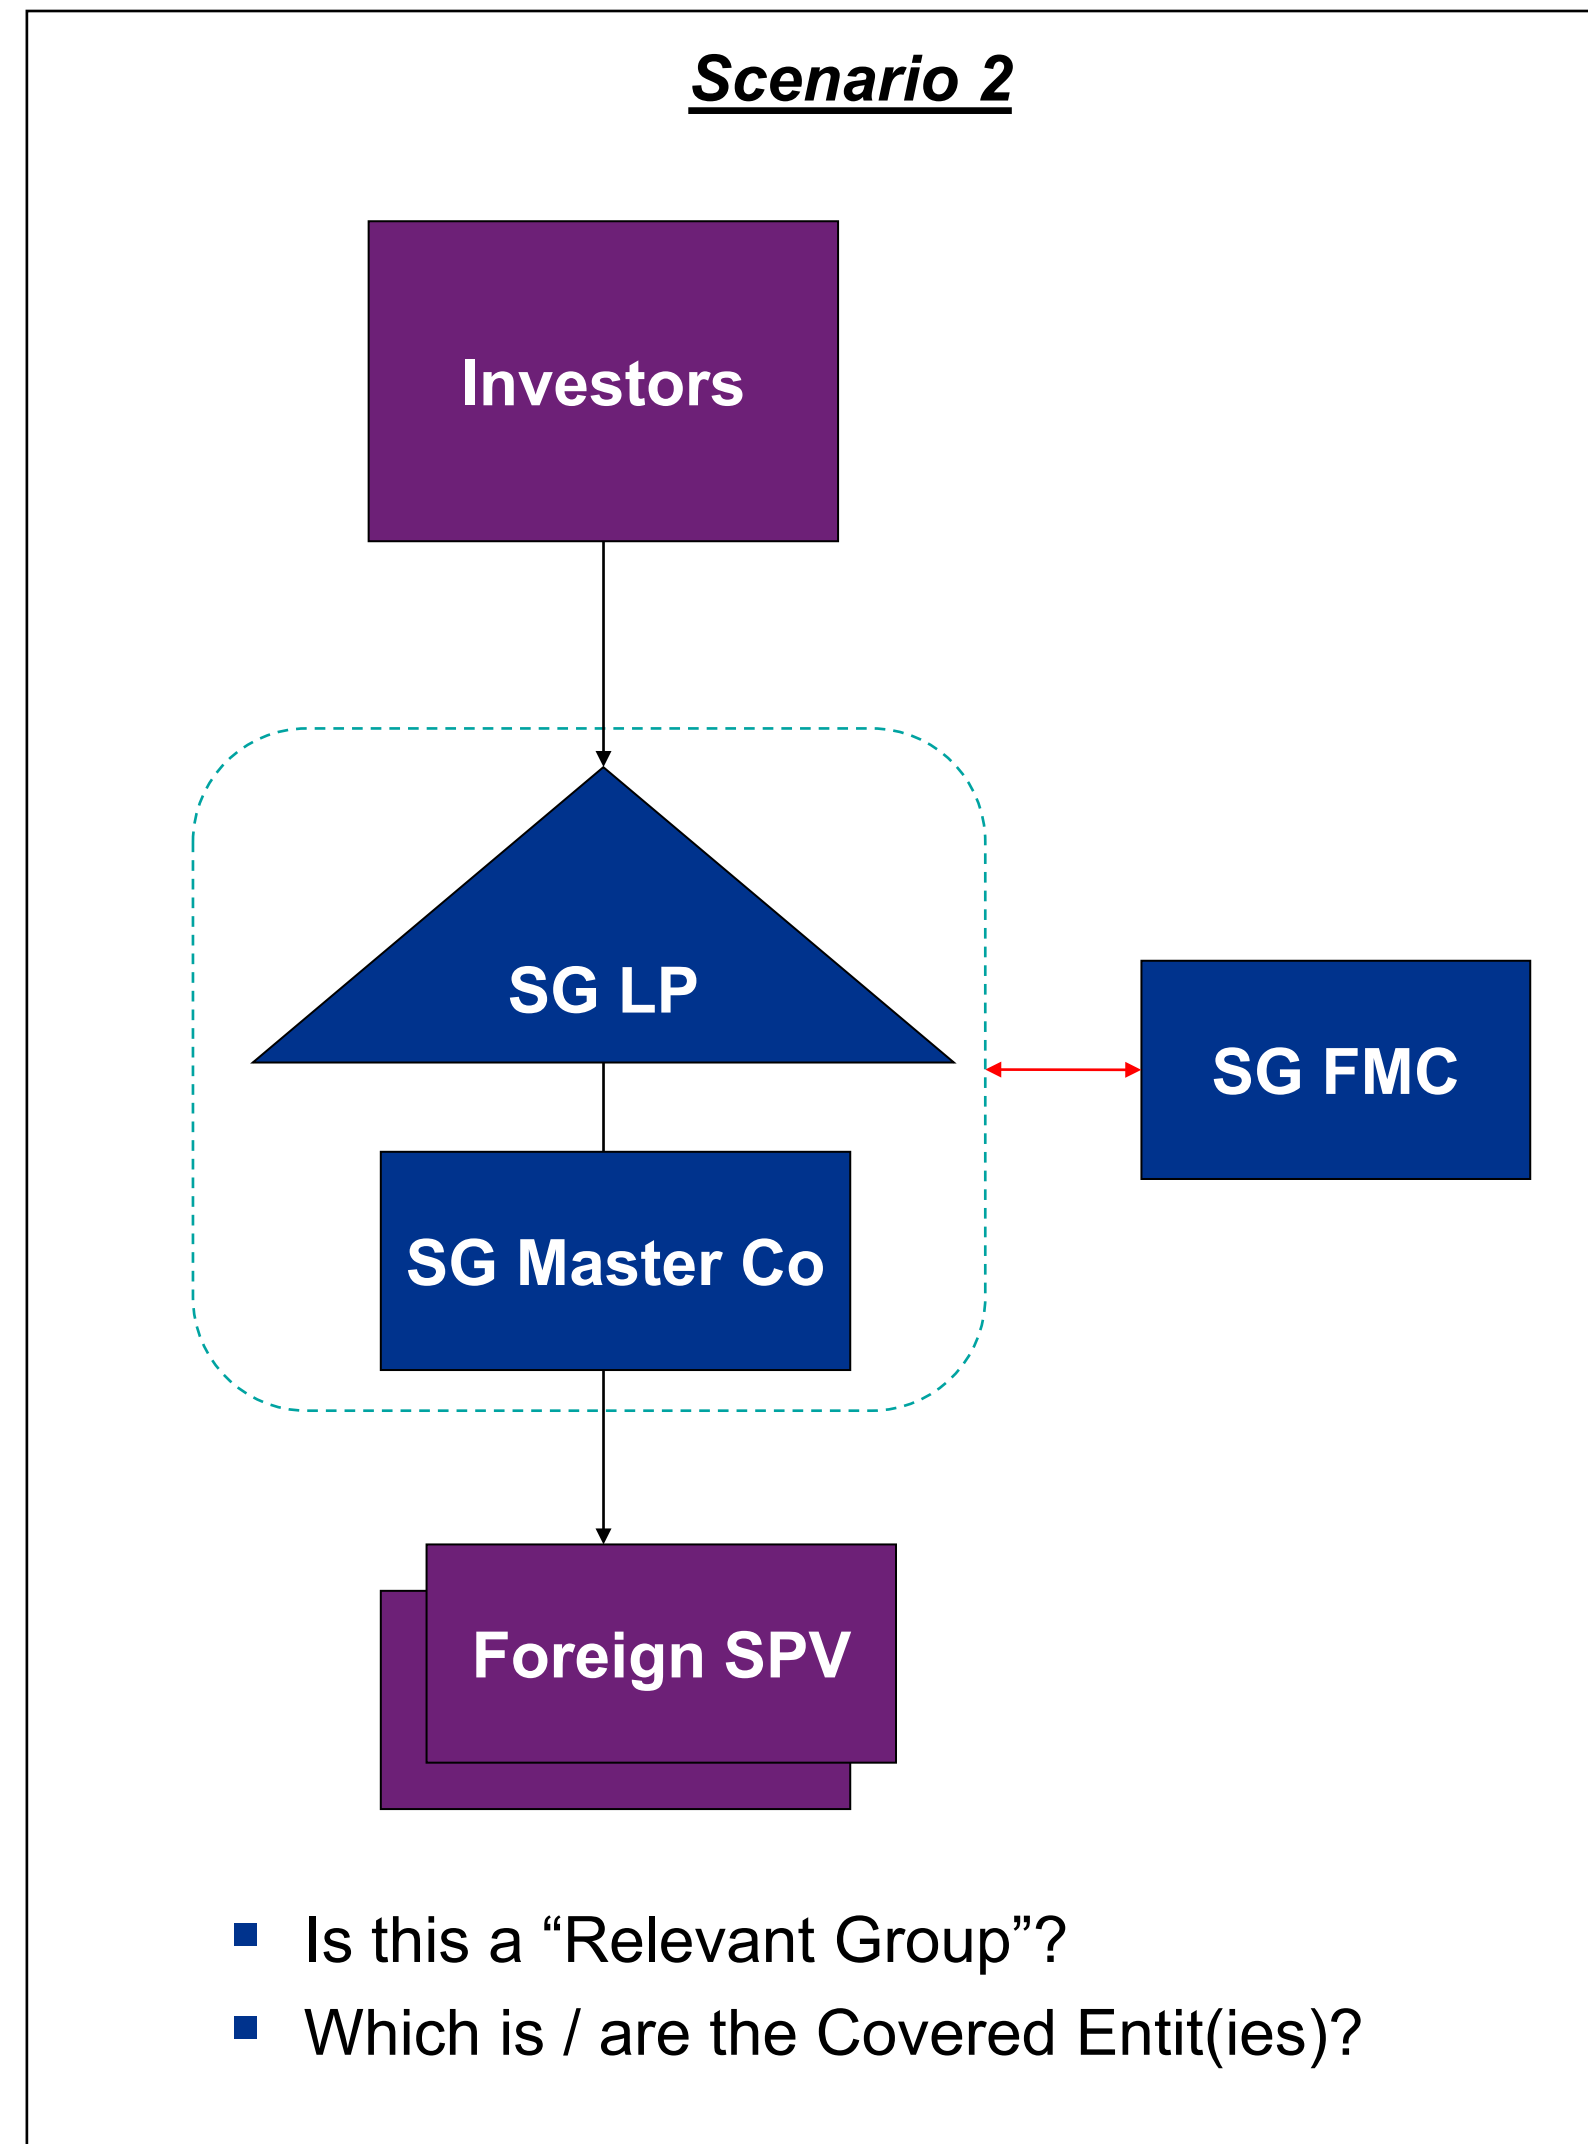 Scenario 2
Investors
SG LP
SG FMC
SG Master Co
Foreign SPV
Is this a “Relevant Group”?
Which is / are the Covered Entit(ies)?